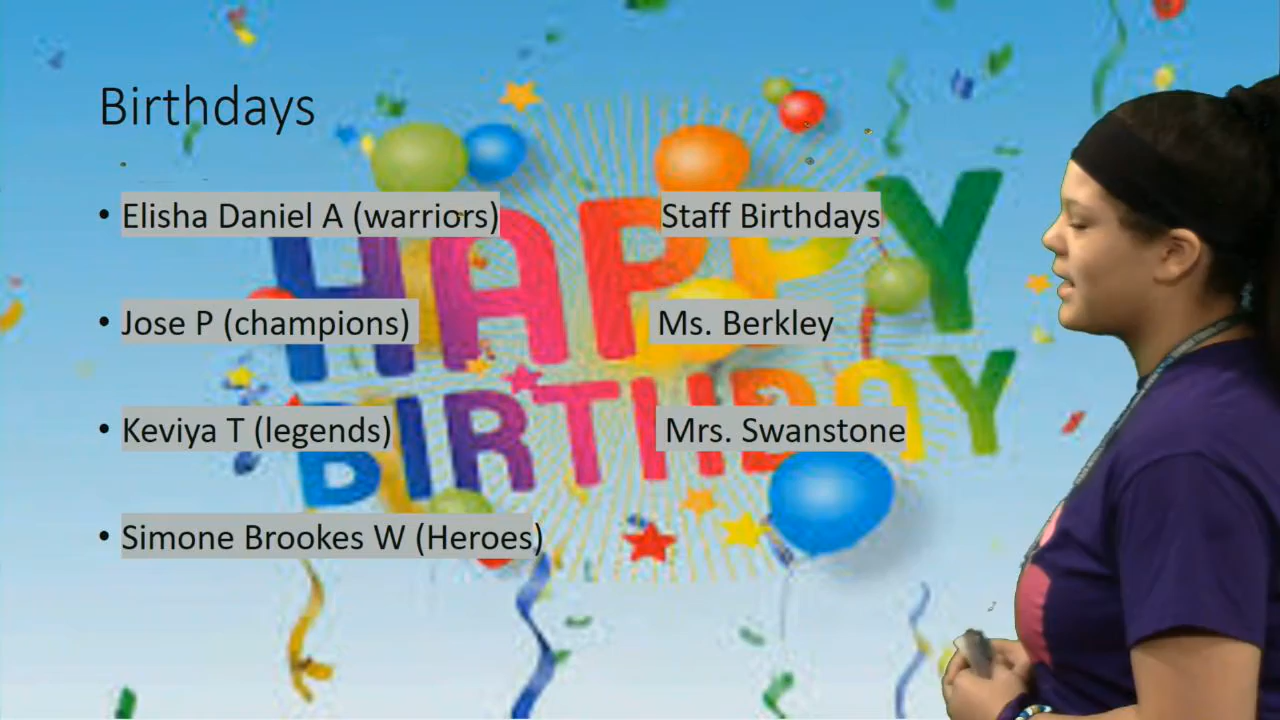 Birthdays
• Elisha Daniel A (warriors)
Staff Birthdays
• Jose P (champions)
Ms. Berkley
• Keviya T (legends)
Mrs. Swanstone
• Simone Brookes W (Heroes)
HAPPY
BIRTHDAY